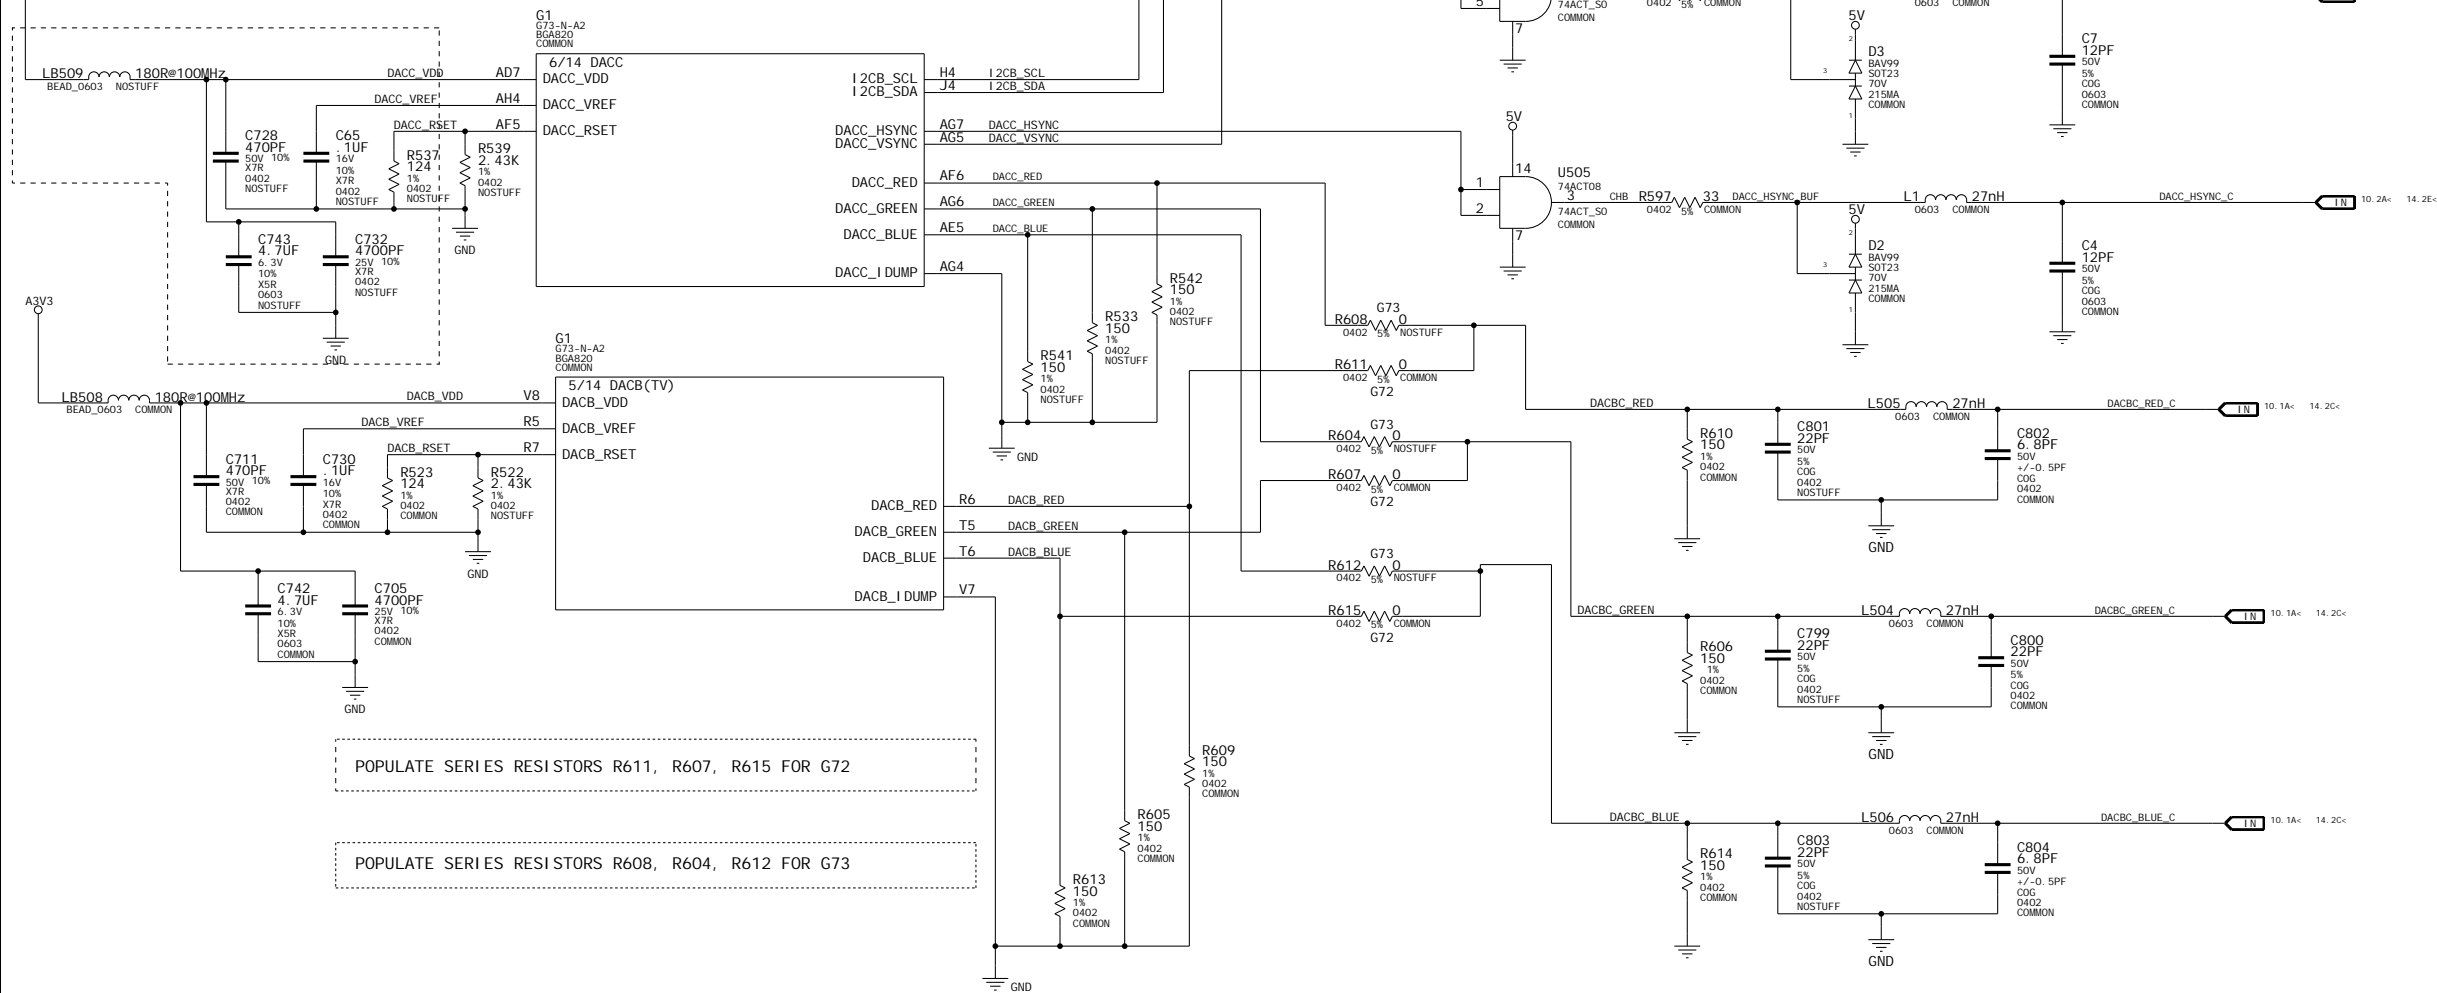 G1
G73-N-A2
BGA820
COMMON
6/14 DACC
LB509 180R@100MHz
BEAD_0603 NOSTUFF
DACC_VDD AD7 DACC_VDD
DACC_VREF AH4 DACC_VREF
DACC_RSET AF5 DACC_RSET
I2CB_SCL H4 I2CB_SCL
I2CB_SDA J4 I2CB_SDA
DACC_HSYNC AG7 DACC_HSYNC
DACC_VSYNC AG5 DACC_VSYNC
DACC_RED AF6 DACC_RED
DACC_GREEN AG6 DACC_GREEN
DACC_BLUE AE5 DACC_BLUE
DACC_IDUMP AG4
C728
470PF
50V 10%
X7R
0402
NOSTUFF
C65
.1UF
16V
10%
X7R
0402
NOSTUFF
R537
124
1%
0402
NOSTUFF
R539
2.43K
1%
0402
NOSTUFF
GND
C743
4.7UF
6.3V
10%
X5R
0603
NOSTUFF
C732
4700PF
25V 10%
X7R
0402
NOSTUFF
GND
R541
150
1%
0402
NOSTUFF
R533
150
1%
0402
NOSTUFF
R542
150
1%
0402
NOSTUFF
GND
5
7
74ACT_SO
COMMON
0402 5% COMMON
0603 COMMON
5V
2
3
1
D3
BAV99
SOT23
70V
215MA
COMMON
C7
12PF
50V
5%
COG
0603
COMMON
5V
14
1
2
3
7
U505
74ACT08
74ACT_SO
COMMON
CHB R597 33 DACC_HSYNC_BUF
0402 5% COMMON
L1 27nH
0603 COMMON
DACC_HSYNC_C IN 10.2A< 14.2E<
5V
2
3
1
D2
BAV99
SOT23
70V
215MA
COMMON
C4
12PF
50V
5%
COG
0603
COMMON
A3V3
G1
G73-N-A2
BGA820
COMMON
5/14 DACB(TV)
LB508 180R@100MHz
BEAD_0603 COMMON
DACB_VDD V8 DACB_VDD
DACB_VREF R5 DACB_VREF
DACB_RSET R7 DACB_RSET
DACB_RED R6 DACB_RED
DACB_GREEN T5 DACB_GREEN
DACB_BLUE T6 DACB_BLUE
DACB_IDUMP V7
C711
470PF
50V 10%
X7R
0402
COMMON
C730
.1UF
16V
10%
X7R
0402
COMMON
R523
124
1%
0402
COMMON
R522
2.43K
1%
0402
NOSTUFF
GND
C742
4.7UF
6.3V
10%
X5R
0603
COMMON
C705
4700PF
25V 10%
X7R
0402
COMMON
GND
G73
R608 0
0402 5% NOSTUFF
R611 0
0402 5% COMMON
G72
G73
R604 0
0402 5% NOSTUFF
R607 0
0402 5% COMMON
G72
G73
R612 0
0402 5% NOSTUFF
R615 0
0402 5% COMMON
G72
DACBC_RED
L505 27nH
0603 COMMON
DACBC_RED_C IN 10.1A< 14.2C<
R610
150
1%
0402
COMMON
C801
22PF
50V
5%
COG
0402
NOSTUFF
C802
6.8PF
50V
+/-0.5PF
COG
0402
COMMON
GND
DACBC_GREEN
L504 27nH
0603 COMMON
DACBC_GREEN_C IN 10.1A< 14.2C<
R606
150
1%
0402
COMMON
C799
22PF
50V
5%
COG
0402
NOSTUFF
C800
22PF
50V
5%
COG
0402
COMMON
GND
DACBC_BLUE
L506 27nH
0603 COMMON
DACBC_BLUE_C IN 10.1A< 14.2C<
R614
150
1%
0402
COMMON
C803
22PF
50V
5%
COG
0402
NOSTUFF
C804
6.8PF
50V
+/-0.5PF
COG
0402
COMMON
GND
R609
150
1%
0402
COMMON
R605
150
1%
0402
COMMON
R613
150
1%
0402
COMMON
GND
POPULATE SERIES RESISTORS R611, R607, R615 FOR G72
POPULATE SERIES RESISTORS R608, R604, R612 FOR G73